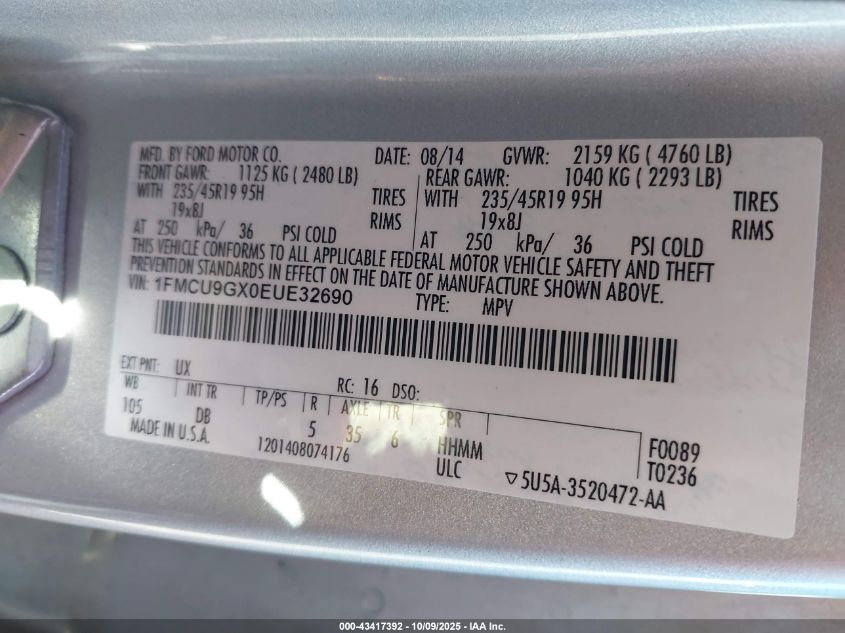 MFD. BY FORD MOTOR CO. DATE: 08/14 GVWR: 2159 KG ( 4760 LB)
FRONT GAWR: 1125 KG ( 2480 LB) REAR GAWR: 1040 KG ( 2293 LB)
WITH 235/45R19 95H TIRES WITH 235/45R19 95H TIRES
19x8J RIMS 19x8J RIMS
AT 250 kPa/ 36 PSI COLD AT 250 kPa/ 36 PSI COLD
THIS VEHICLE CONFORMS TO ALL APPLICABLE FEDERAL MOTOR VEHICLE SAFETY AND THEFT
PREVENTION STANDARDS IN EFFECT ON THE DATE OF MANUFACTURE SHOWN ABOVE.
VIN: 1FMCU9GX0EUE32690 TYPE: MPV
EXT PNT: UX RC: 16 DSO:
WB INT TR TP/PS R AXLE TR SPR
105 DB 5 35 6 HHMM F0089
MADE IN U.S.A. 1201408074176 ULC T0236
▽5U5A-3520472-AA
000-43417392 - 10/09/2025 - IAA Inc.